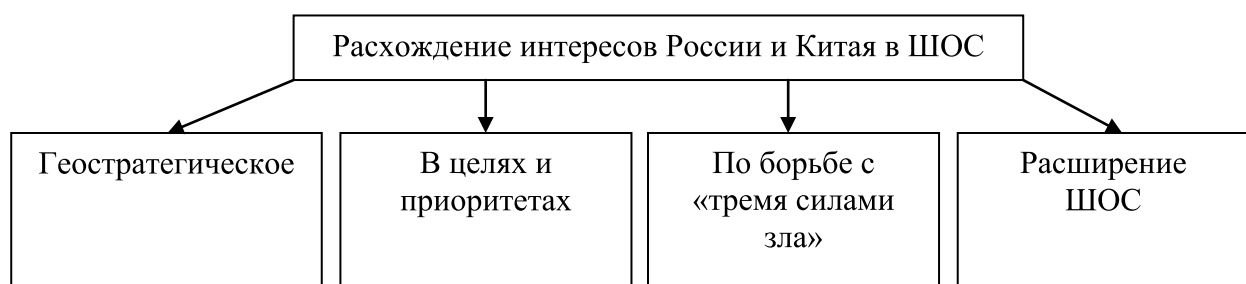 Расхождение интересов России и Китая в ШОС
Геостратегическое
В целях и
приоритетах
По борьбе с
«тремя силами
зла»
Расширение
ШОС